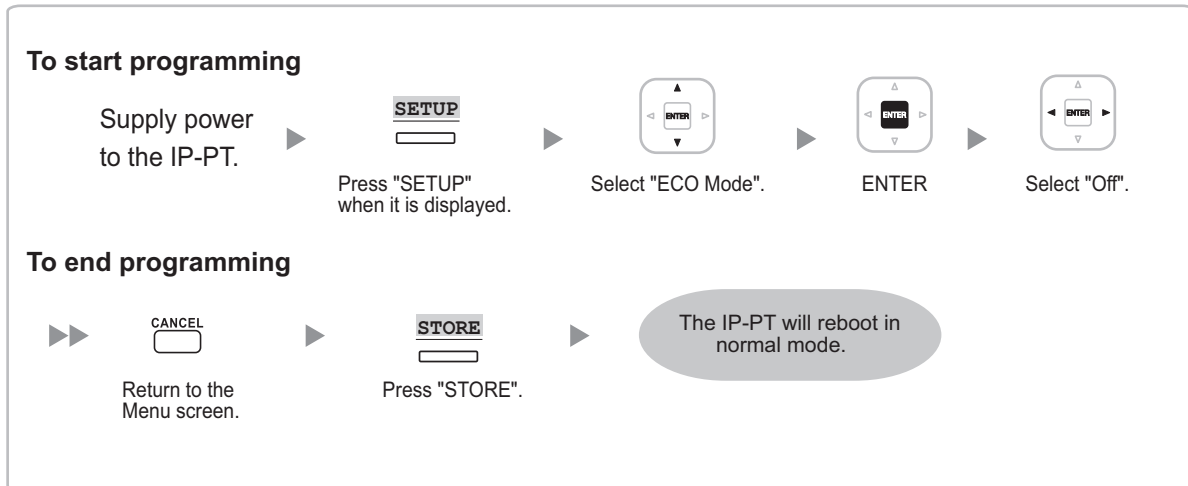 To start programming
Supply power
to the IP-PT.
SETUP
Press "SETUP"
when it is displayed.
ENTER
Select "ECO Mode".
ENTER
ENTER
ENTER
Select "Off".
To end programming
CANCEL
Return to the
Menu screen.
STORE
Press "STORE".
The IP-PT will reboot in
normal mode.